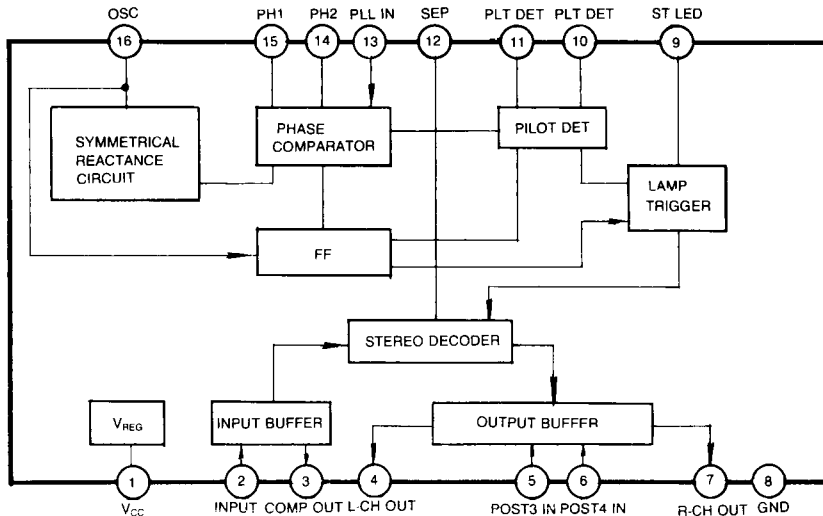 OSC PH1 PH2 PLL IN SEP PLT DET PLT DET ST LED
16 15 14 13 12 11 10 9
SYMMETRICAL
REACTANCE
CIRCUIT
PHASE
COMPARATOR
PILOT DET
LAMP
TRIGGER
FF
STEREO DECODER
VREG
INPUT BUFFER
OUTPUT BUFFER
1 2 3 4 5 6 7 8
VCC INPUT COMP OUT L-CH OUT POST3 IN POST4 IN R-CH OUT GND